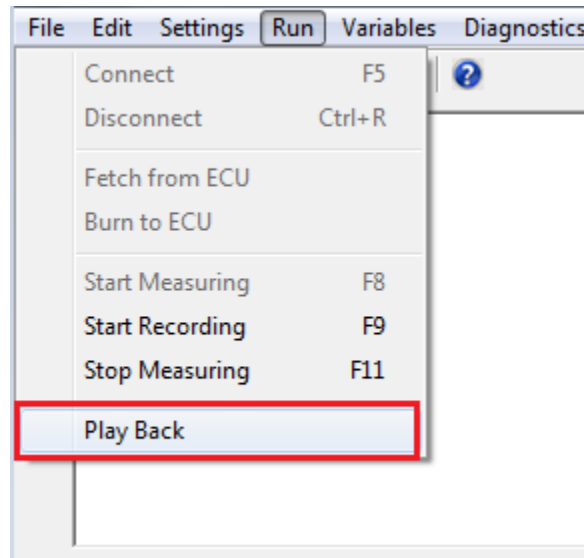 File Edit Settings Run Variables Diagnostics
Connect F5
Disconnect Ctrl+R
Fetch from ECU
Burn to ECU
Start Measuring F8
Start Recording F9
Stop Measuring F11
Play Back